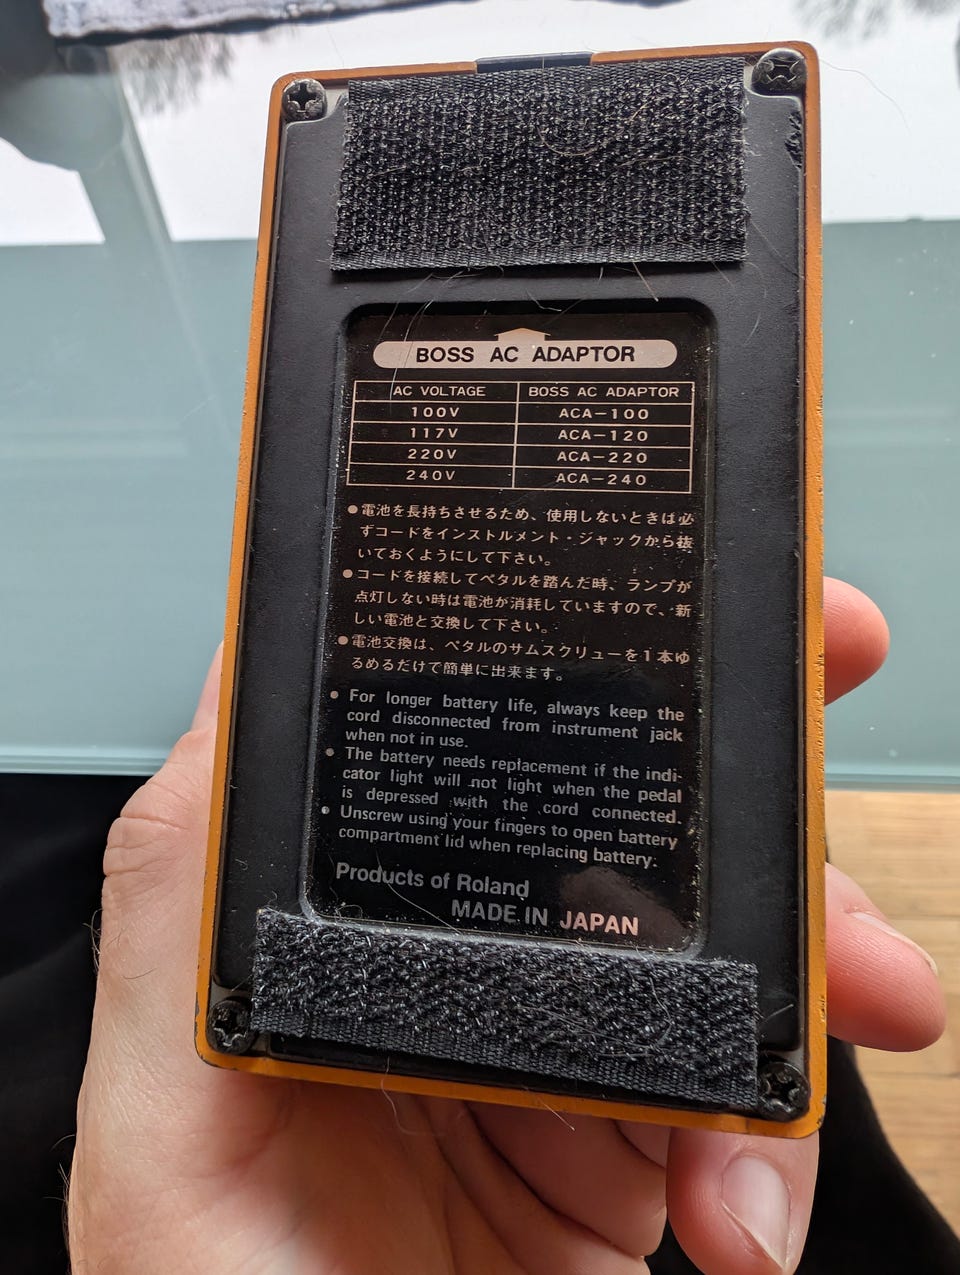 BOSS AC ADAPTOR
AC VOLTAGE BOSS AC ADAPTOR
100V ACA-100
117V ACA-120
220V ACA-220
240V ACA-240
●電池を長持ちさせるため、使用しないときは必
ずコードをインストルメント・ジャックから抜
いておくようにして下さい。
●コードを接続してペタルを踏んだ時、ランプが
点灯しない時は電池が消耗していますので、新
しい電池と交換して下さい。
●電池交換は、ペタルのサムスクリューを1本ゆ
るめるだけで簡単に出来ます。
● For longer battery life, always keep the
cord disconnected from instrument jack
when not in use.
● The battery needs replacement if the indi-
cator light will not light when the pedal
is depressed with the cord connected.
● Unscrew using your fingers to open battery
compartment lid when replacing battery.
Products of Roland
MADE IN JAPAN